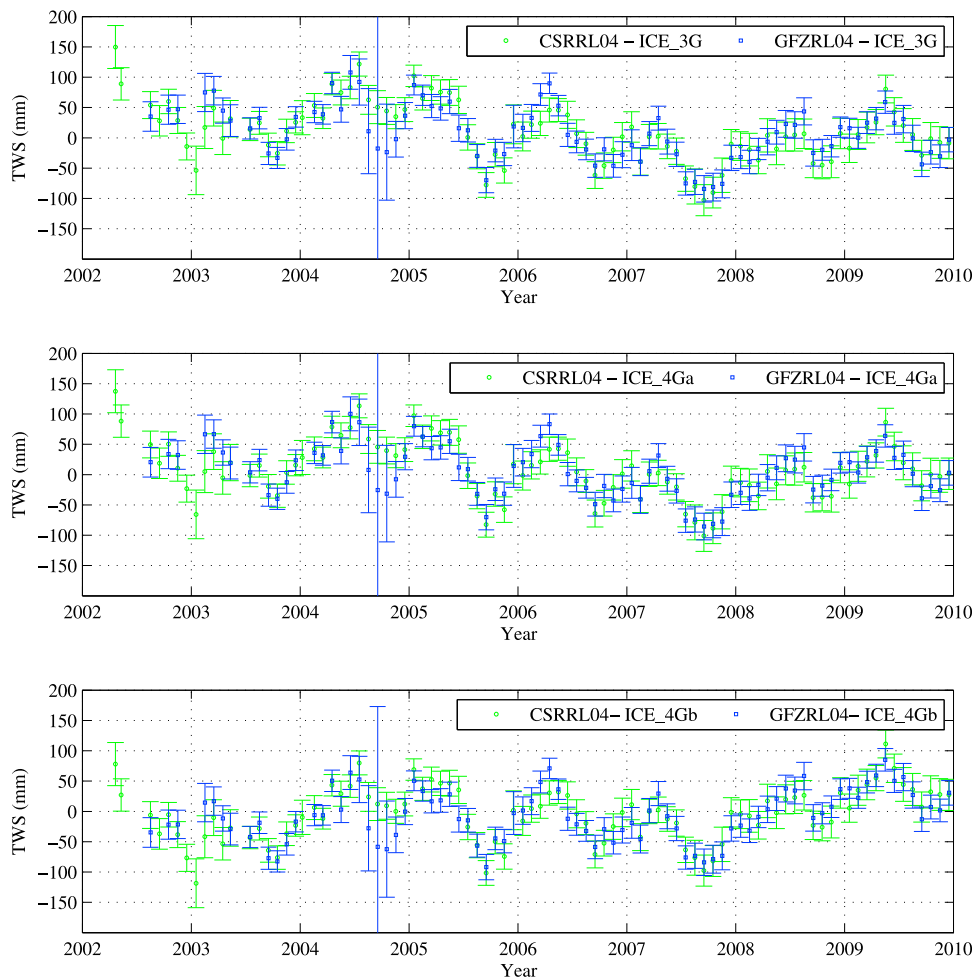 200
150
100
50
0
−50
−100
−150
TWS (mm)
CSRRL04 − ICE_3G GFZRL04 − ICE_3G
2002 2003 2004 2005 2006 2007 2008 2009 2010
Year
200
150
100
50
0
−50
−100
−150
TWS (mm)
CSRRL04 − ICE_4Ga GFZRL04 − ICE_4Ga
2002 2003 2004 2005 2006 2007 2008 2009 2010
Year
200
150
100
50
0
−50
−100
−150
TWS (mm)
CSRRL04− ICE_4Gb GFZRL04− ICE_4Gb
2002 2003 2004 2005 2006 2007 2008 2009 2010
Year